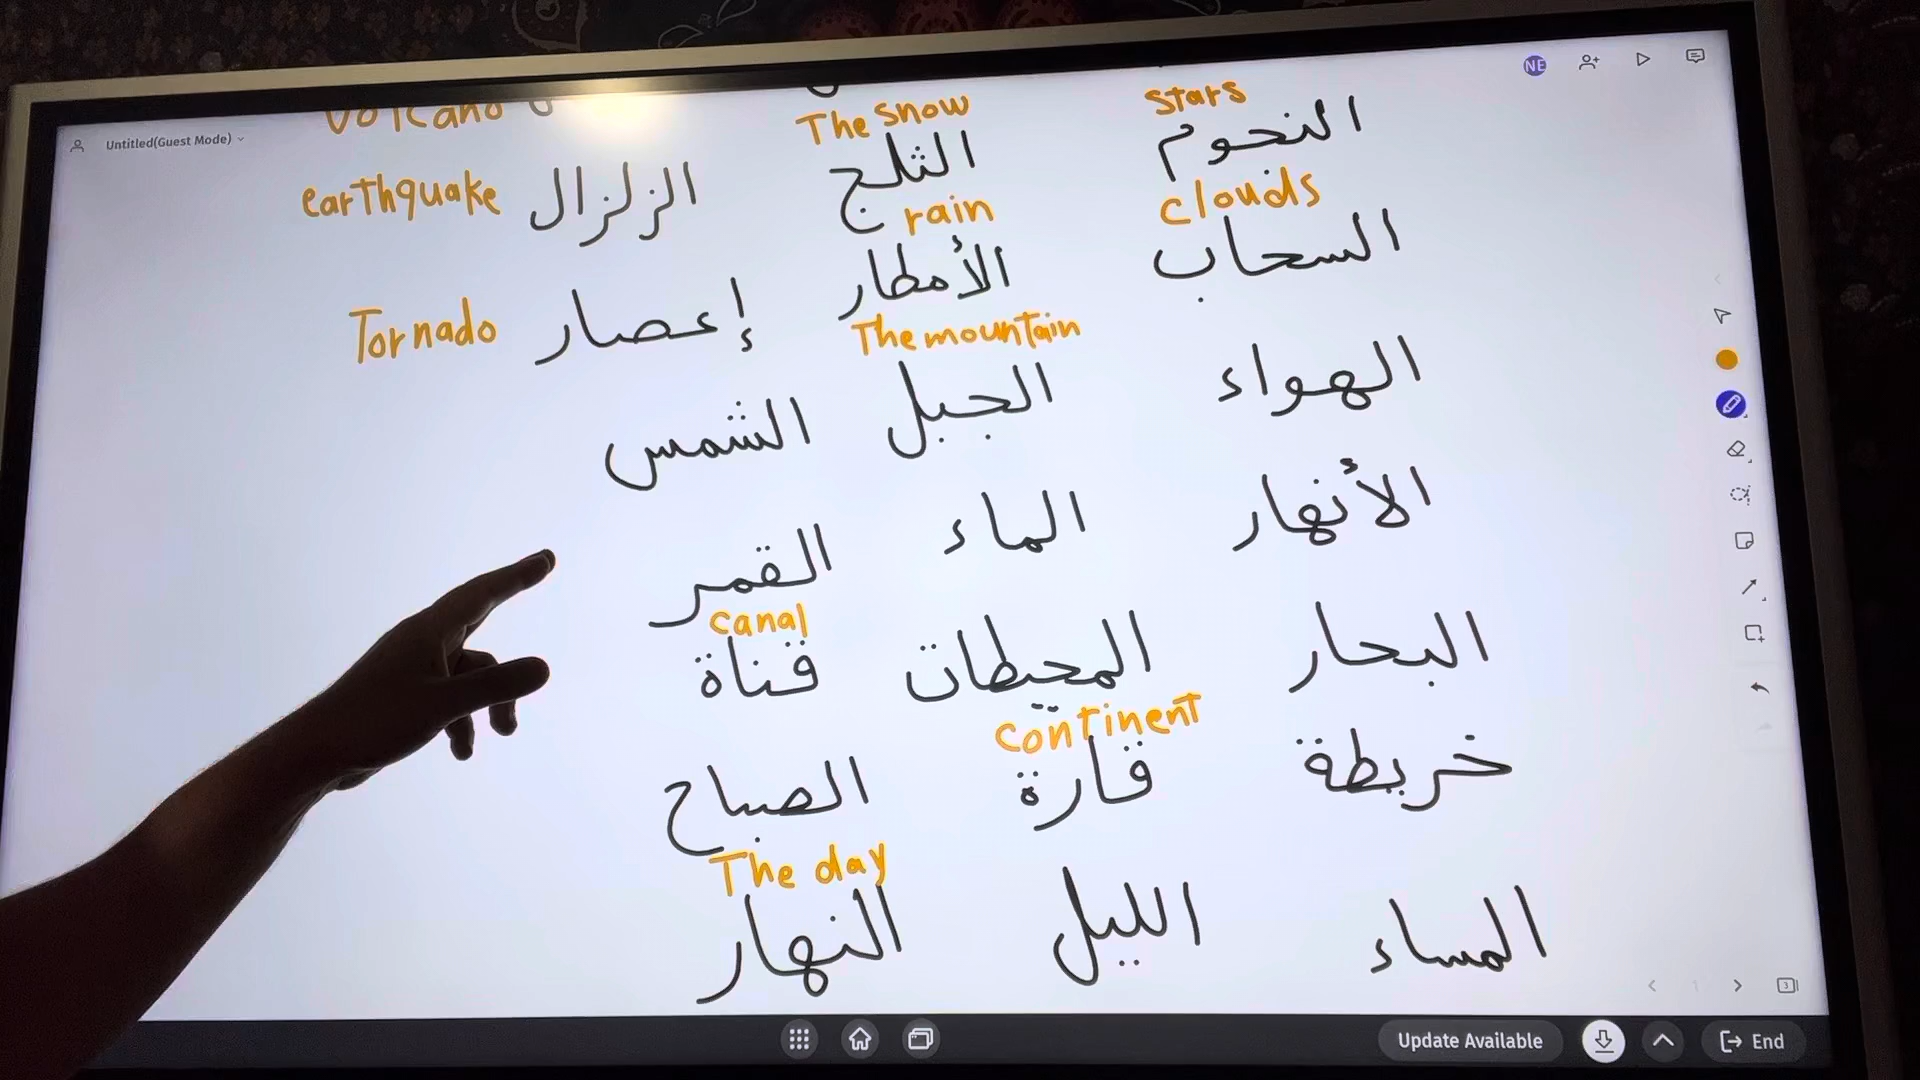 NE
Untitled(Guest Mode)
Volcano
The snow
Stars
النجوم
الثلج
الزلزال
earthquake
rain
clouds
السحاب
الأمطار
إعصار
Tornado
The mountain
الهواء
الجبل
الشمس
الأنهار
الماء
القمر
canal
البحار
المحيطات
قناة
continent
خريطة
قارة
الصباح
The day
المساء
الليل
النهار
Update Available
End